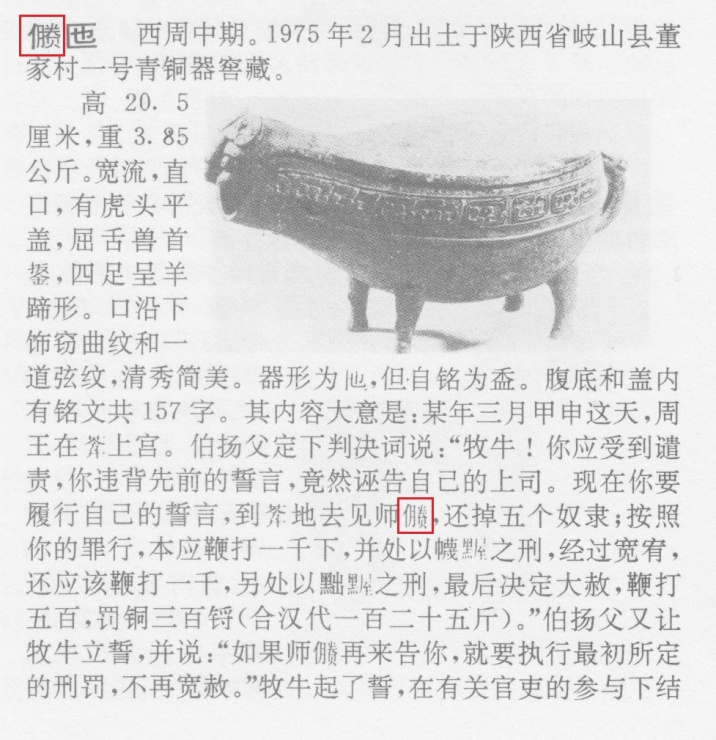 匜 西周中期。1975年2月出土于陕西省岐山县董
家村一号青铜器窖藏。
高 20.5
厘米,重 3.85
公斤。宽流,直
口,有虎头平
盖,屈舌兽首
鋬,四足呈羊
蹄形。口沿下
饰窃曲纹和一
道弦纹,清秀简美。器形为匜,但自铭为盉。腹底和盖内
有铭文共157字。其内容大意是:某年三月甲申这天,周
王在上宫。伯扬父定下判决词说:“牧牛!你应受到谴
责,你违背先前的誓言,竟然诬告自己的上司。现在你要
履行自己的誓言,到地去见师,还掉五个奴隶;按照
你的罪行,本应鞭打一千下,并处以幭之刑,经过宽宥,
还应该鞭打一千,另处以黜之刑,最后决定大赦,鞭打
五百,罚铜三百锊(合汉代一百二十五斤)。”伯扬父又让
牧牛立誓,并说:“如果师再来告你,就要执行最初所定
的刑罚,不再宽赦。”牧牛起了誓,在有关官吏的参与下结